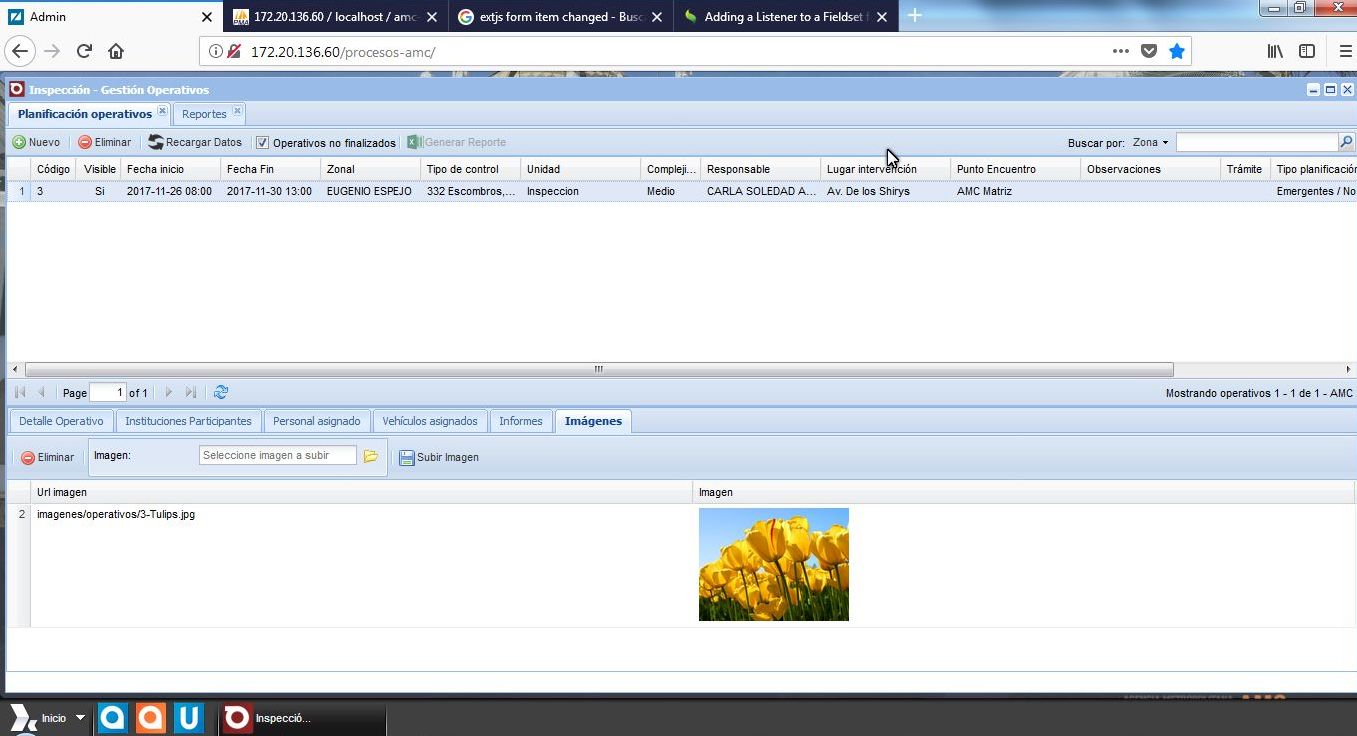 Admin
172.20.136.60 / localhost / amc-
extjs form item changed - Busc
Adding a Listener to a Fieldset
172.20.136.60/procesos-amc/
Inspección - Gestión Operativos
Planificación operativos
Reportes
Nuevo Eliminar Recargar Datos Operativos no finalizados Generar Reporte Buscar por: Zona
Código Visible Fecha inicio Fecha Fin Zonal Tipo de control Unidad Compleji... Responsable Lugar intervención Punto Encuentro Observaciones Trámite Tipo planificación
1 3 Si 2017-11-26 08:00 2017-11-30 13:00 EUGENIO ESPEJO 332 Escombros,... Inspeccion Medio CARLA SOLEDAD A... Av. De los Shirys AMC Matriz Emergentes / No
Page 1 of 1 Mostrando operativos 1 - 1 de 1 - AMC
Detalle Operativo Instituciones Participantes Personal asignado Vehículos asignados Informes Imágenes
Eliminar Imagen: Seleccione imagen a subir Subir Imagen
Url imagen Imagen
2 imagenes/operativos/3-Tulips.jpg
Inicio Inspecció...